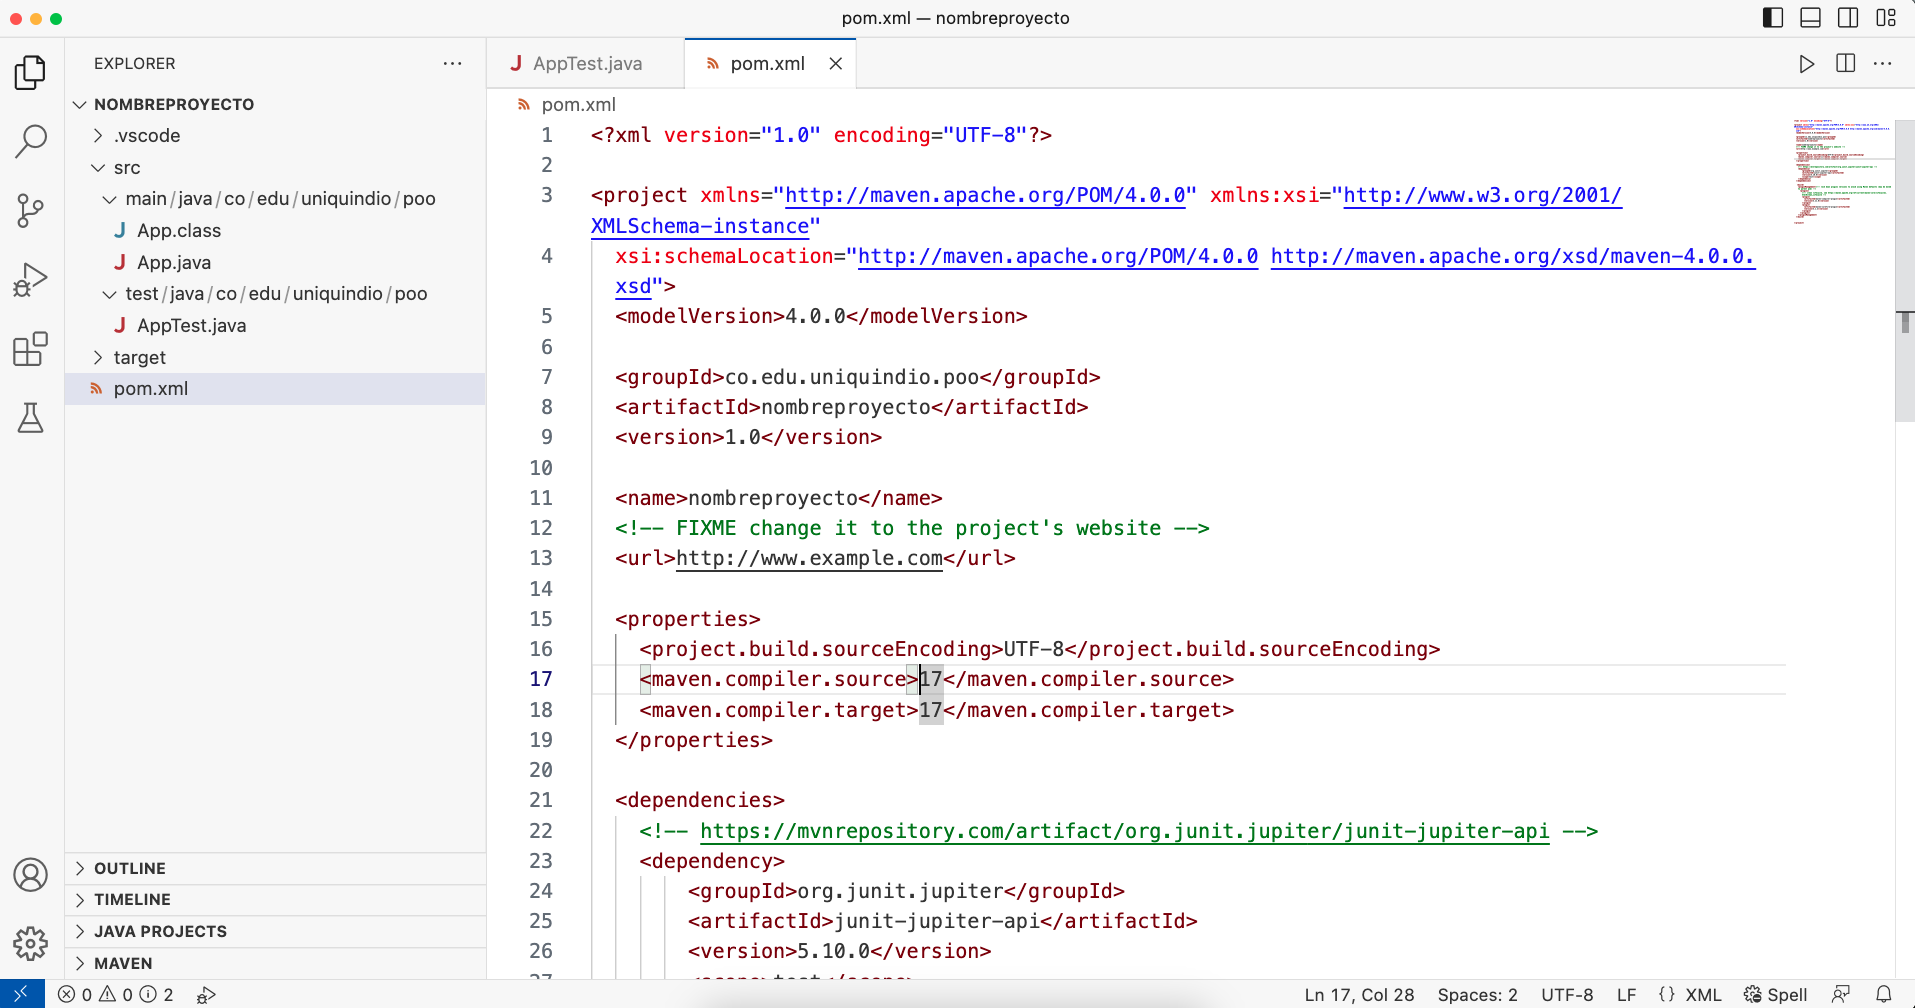 pom.xml — nombreproyecto
EXPLORER
NOMBREPROYECTO
.vscode
src
main/java/co/edu/uniquindio/poo
J App.class
J App.java
test/java/co/edu/uniquindio/poo
J AppTest.java
target
pom.xml
OUTLINE
TIMELINE
JAVA PROJECTS
MAVEN
J AppTest.java
pom.xml
pom.xml
1 <?xml version="1.0" encoding="UTF-8"?>
2
3 <project xmlns="http://maven.apache.org/POM/4.0.0" xmlns:xsi="http://www.w3.org/2001/
XMLSchema-instance"
4 xsi:schemaLocation="http://maven.apache.org/POM/4.0.0 http://maven.apache.org/xsd/maven-4.0.0.
xsd">
5 <modelVersion>4.0.0</modelVersion>
6
7 <groupId>co.edu.uniquindio.poo</groupId>
8 <artifactId>nombreproyecto</artifactId>
9 <version>1.0</version>
10
11 <name>nombreproyecto</name>
12 <!-- FIXME change it to the project's website -->
13 <url>http://www.example.com</url>
14
15 <properties>
16 <project.build.sourceEncoding>UTF-8</project.build.sourceEncoding>
17 <maven.compiler.source>17</maven.compiler.source>
18 <maven.compiler.target>17</maven.compiler.target>
19 </properties>
20
21 <dependencies>
22 <!-- https://mvnrepository.com/artifact/org.junit.jupiter/junit-jupiter-api -->
23 <dependency>
24 <groupId>org.junit.jupiter</groupId>
25 <artifactId>junit-jupiter-api</artifactId>
26 <version>5.10.0</version>
27 <scope>test</scope>
0 0 2
Ln 17, Col 28 Spaces: 2 UTF-8 LF {} XML Spell